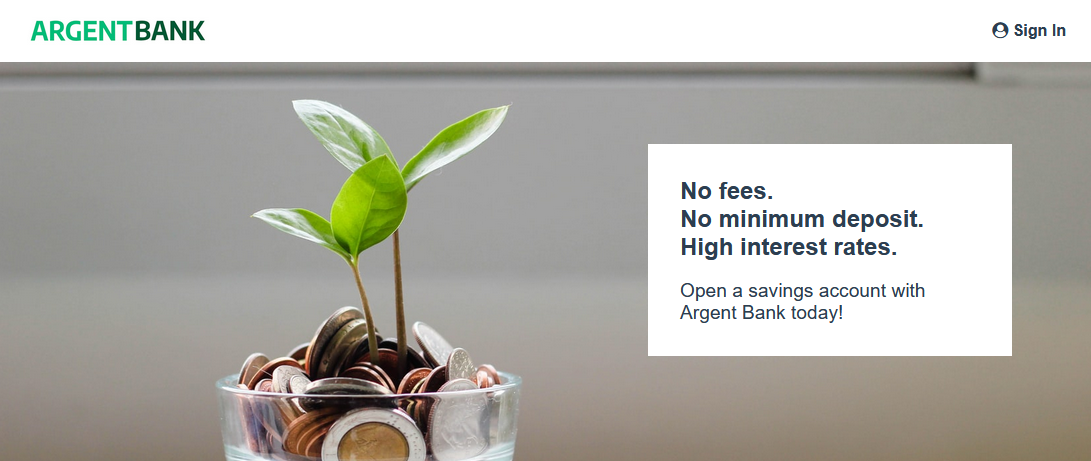 ARGENTBANK
Sign In
No fees.
No minimum deposit.
High interest rates.
Open a savings account with
Argent Bank today!